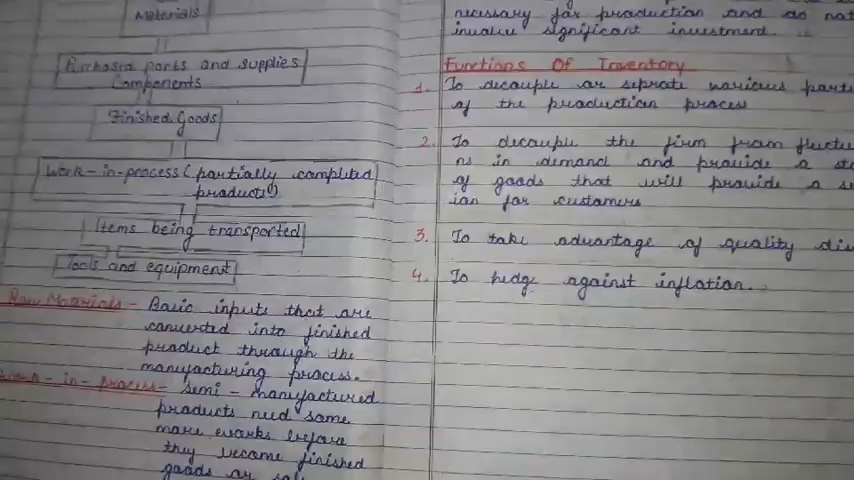 Materials
Purchased parts and supplies
Components
Finished Goods
Work-in-process (partially completed
products)
Items being transported
Tools and equipment
Raw Materials - Basic inputs that are
converted into finished
product through the
manufacturing process.
Work-in-process- semi-manufactured
products need some
more works before
they become finished
goods or
necessary for production and do not
involve significant investment.
Functions Of Inventory
1. To decouple or seprate various parts
of the production process
2. To decouple the firm from fluctu
ns in demand and provide a sto
of goods that will provide a se
ion for customers
3. To take advantage of quality dis
4. To hedge against inflation.